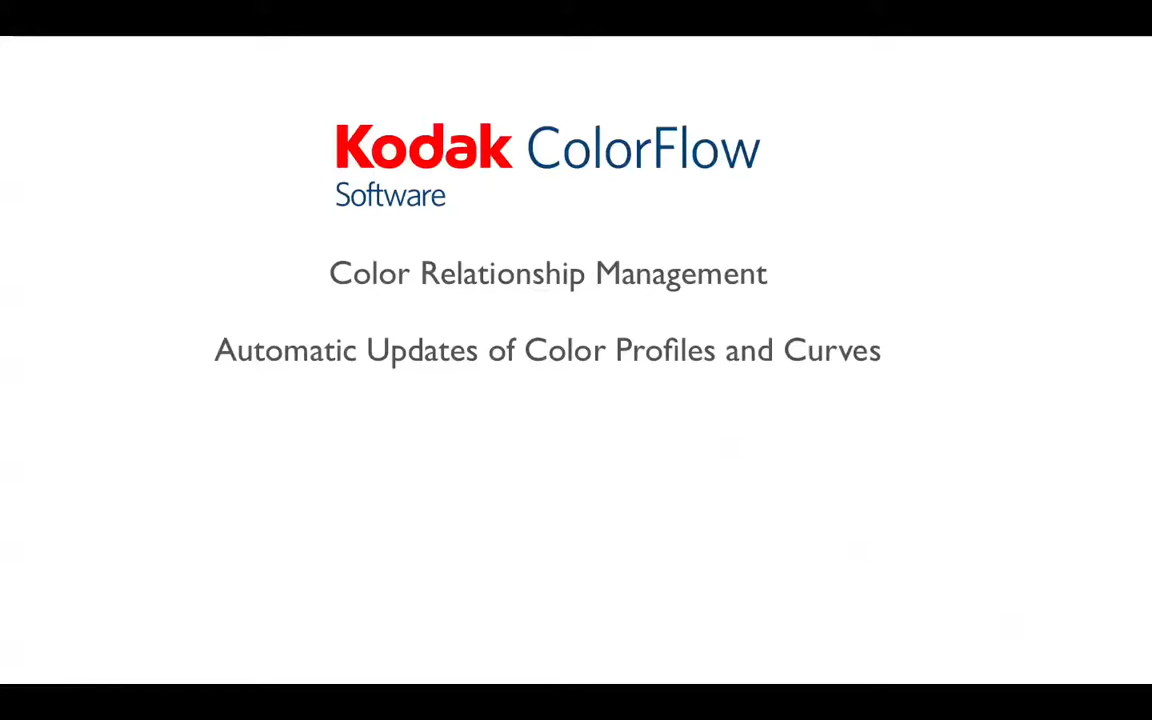 Kodak ColorFlow
Software
Color Relationship Management
Automatic Updates of Color Profiles and Curves